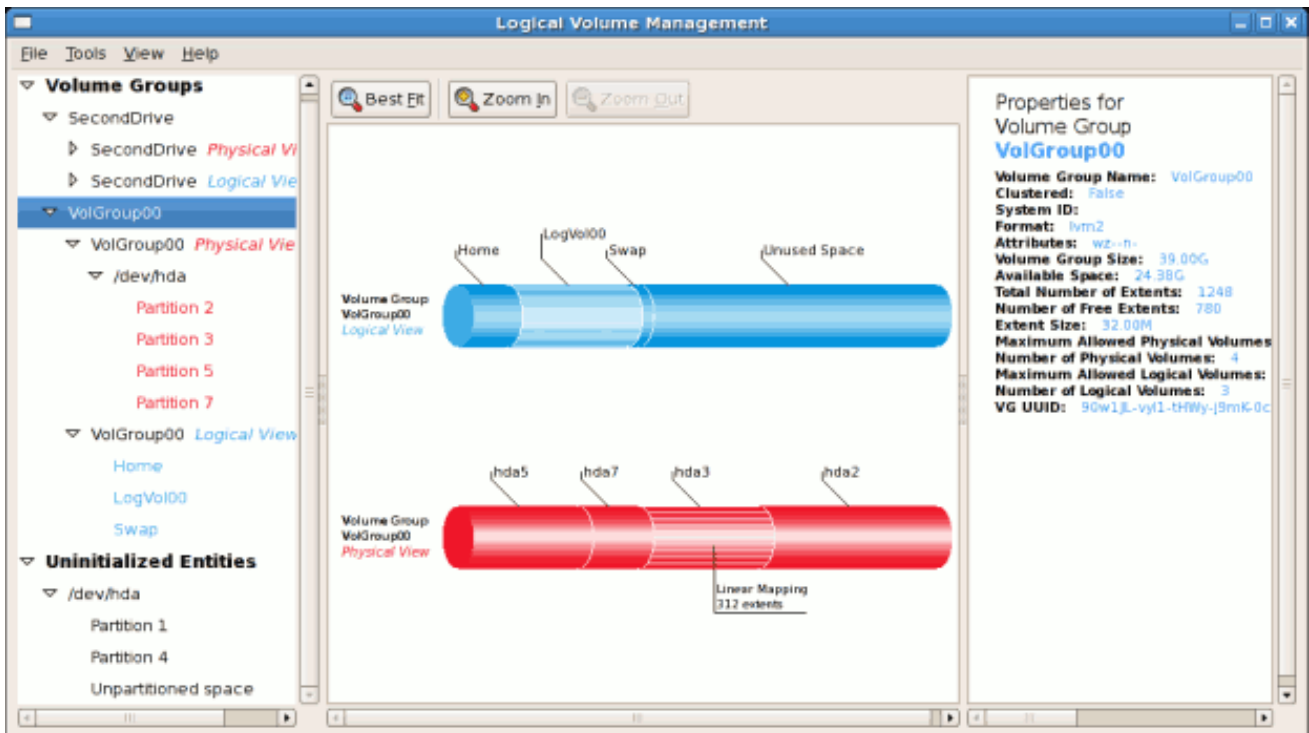 Logical Volume Management
File Tools View Help
Volume Groups
SecondDrive
SecondDrive Physical Vi
SecondDrive Logical Vie
VolGroup00
VolGroup00 Physical Vie
/dev/hda
Partition 2
Partition 3
Partition 5
Partition 7
VolGroup00 Logical View
Home
LogVol00
Swap
Uninitialized Entities
/dev/hda
Partition 1
Partition 4
Unpartitioned space
Best Fit Zoom In Zoom Out
Home LogVol00 Swap Unused Space
Volume Group
VolGroup00
Logical View
hda5 hda7 hda3 hda2
Volume Group
VolGroup00
Physical View
Linear Mapping
312 extents
Properties for
Volume Group
VolGroup00
Volume Group Name: VolGroup00
Clustered: False
System ID:
Format: lvm2
Attributes: wz--n-
Volume Group Size: 39.00G
Available Space: 24.38G
Total Number of Extents: 1248
Number of Free Extents: 780
Extent Size: 32.00M
Maximum Allowed Physical Volumes
Number of Physical Volumes: 4
Maximum Allowed Logical Volumes:
Number of Logical Volumes: 3
VG UUID: 90w1JL-vyl1-tHWy-J9mK-0c